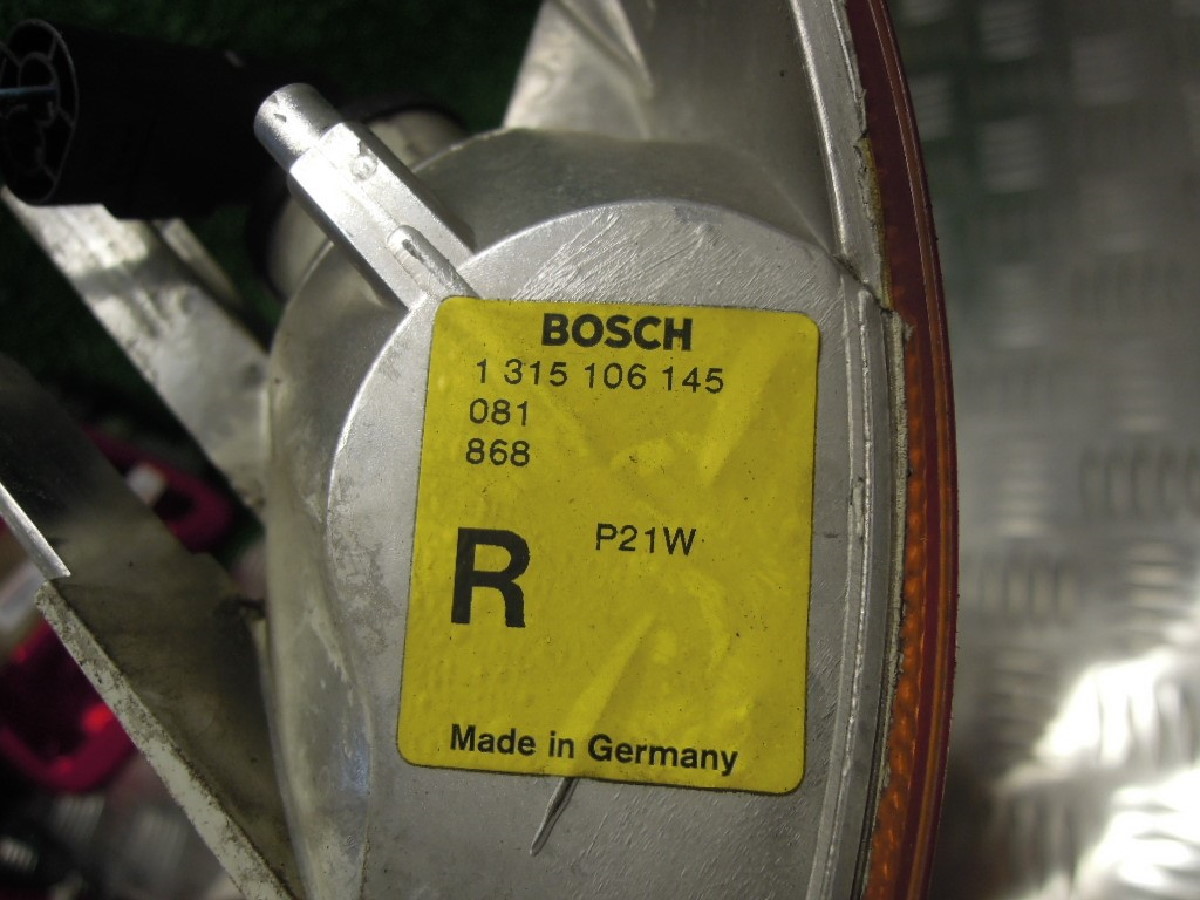 BOSCH
1 315 106 145
081
868
R P21W
Made in Germany